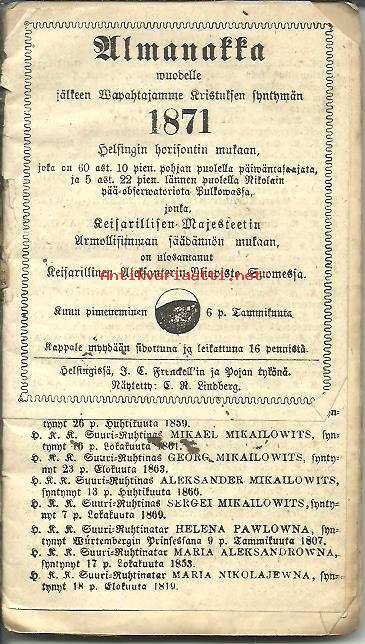 Almanakka
wuodelle
jälkeen Wapahtajamme Kristuksen syntymän
1871
Helsingin horisontin mukaan,
joka on 60 ast. 10 pien. pohjan puolella päiwäntasaajata,
ja 5 ast. 22 pien. lännen puolella Nikolain
pää-observatoriota Pulkowassa,
jonka,
Keisarillisen Majesteetin
Armollisimman säädännön mukaan,
on ulosantanut
Keisarillinen Aleksanterin-Yliopisto Suomessa.
Kuun pimeneminen 6 p. Tammikuuta
Kappale myydään sidottuna ja leikattuna 16 pennistä.
Helsingissä, J. C. Frenckell'in ja Pojan tykönä.
Näytetty: C. R. Lindberg.
syn-
tynyt 26 p. Huhtikuuta 1859.
H. K. K. Suuri-Ruhtinas MIKAEL MIKAILOWITS, syn-
tynyt 16 p. Lokakuuta 1861.
H. K. K. Suuri-Ruhtinas GEORG MIKAILOWITS, synty-
nyt 23 p. Elokuuta 1863.
H. K. K. Suuri-Ruhtinas ALEKSANDER MIKAILOWITS,
syntynyt 13 p. Huhtikuuta 1866.
H. K. K. Suuri-Ruhtinas SERGEI MIKAILOWITS, synty-
nyt 7 p. Lokakuuta 1869.
H. K. K. Suuri-Ruhtinatar HELENA PAWLOWNA, syn-
tynyt Würtembergin Prinsessana 9 p. Tammikuuta 1807.
H. K. K. Suuri-Ruhtinatar MARIA ALEKSANDROWNA,
syntynyt 17 p. Lokakuuta 1853.
H. K. K. Suuri-Ruhtinatar MARIA NIKOLAJEWNA, syn-
tynyt 18 p. Elokuuta 1819.